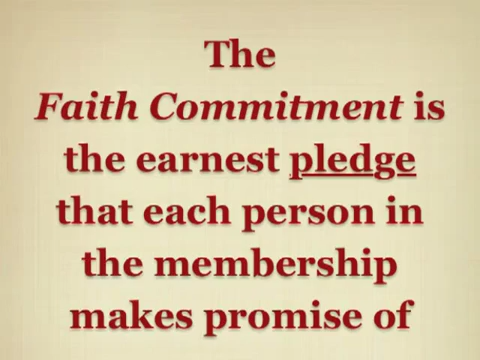 The
Faith Commitment is
the earnest pledge
that each person in
the membership
makes promise of